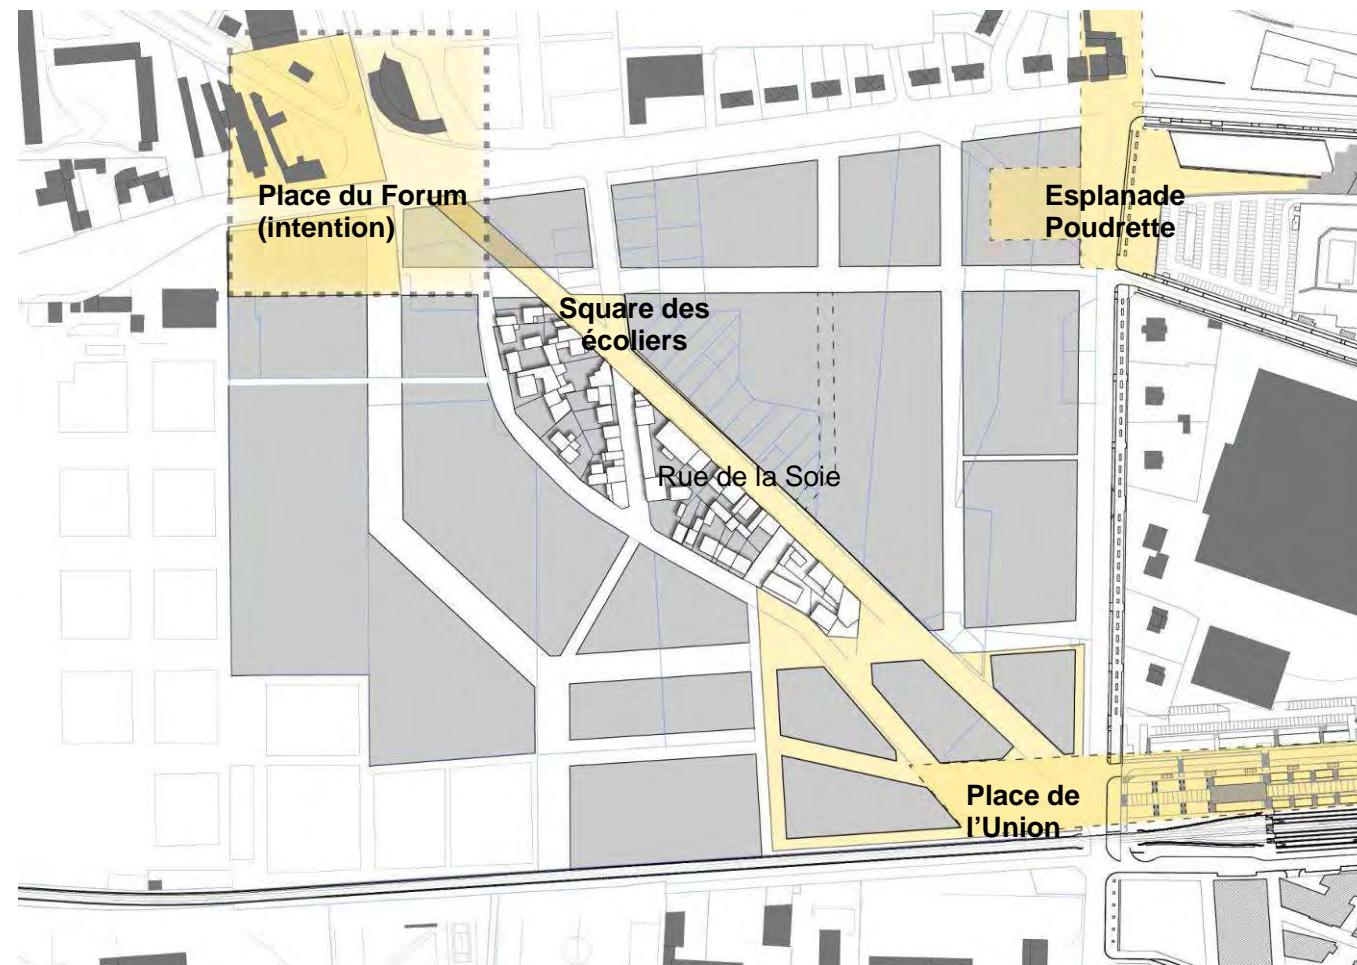 Place du Forum
(intention)
Esplanade
Poudrette
Square des
écoliers
Rue de la Soie
Place de
l'Union